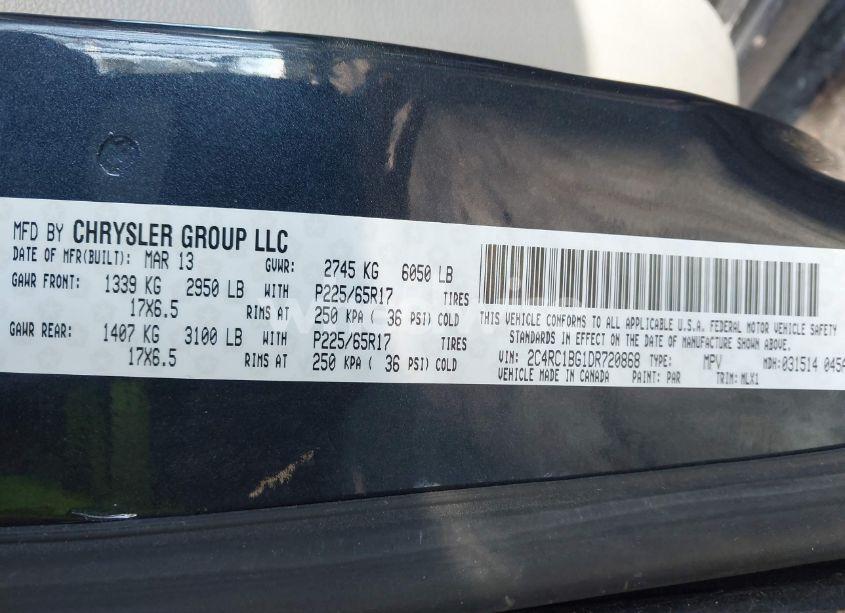 MFD BY CHRYSLER GROUP LLC
DATE OF MFR(BUILT): MAR 13 GVWR: 2745 KG 6050 LB
GAWR FRONT: 1339 KG 2950 LB WITH P225/65R17 TIRES
17X6.5 RIMS AT 250 KPA ( 36 PSI) COLD
GAWR REAR: 1407 KG 3100 LB WITH P225/65R17 TIRES
17X6.5 RIMS AT 250 KPA ( 36 PSI) COLD
THIS VEHICLE CONFORMS TO ALL APPLICABLE U.S.A. FEDERAL MOTOR VEHICLE SAFETY
STANDARDS IN EFFECT ON THE DATE OF MANUFACTURE SHOWN ABOVE.
VIN: 2C4RC1BG1DR720868 TYPE: MPV MDH:031514 0454
VEHICLE MADE IN CANADA PAINT: PAR TRIM: MLX1